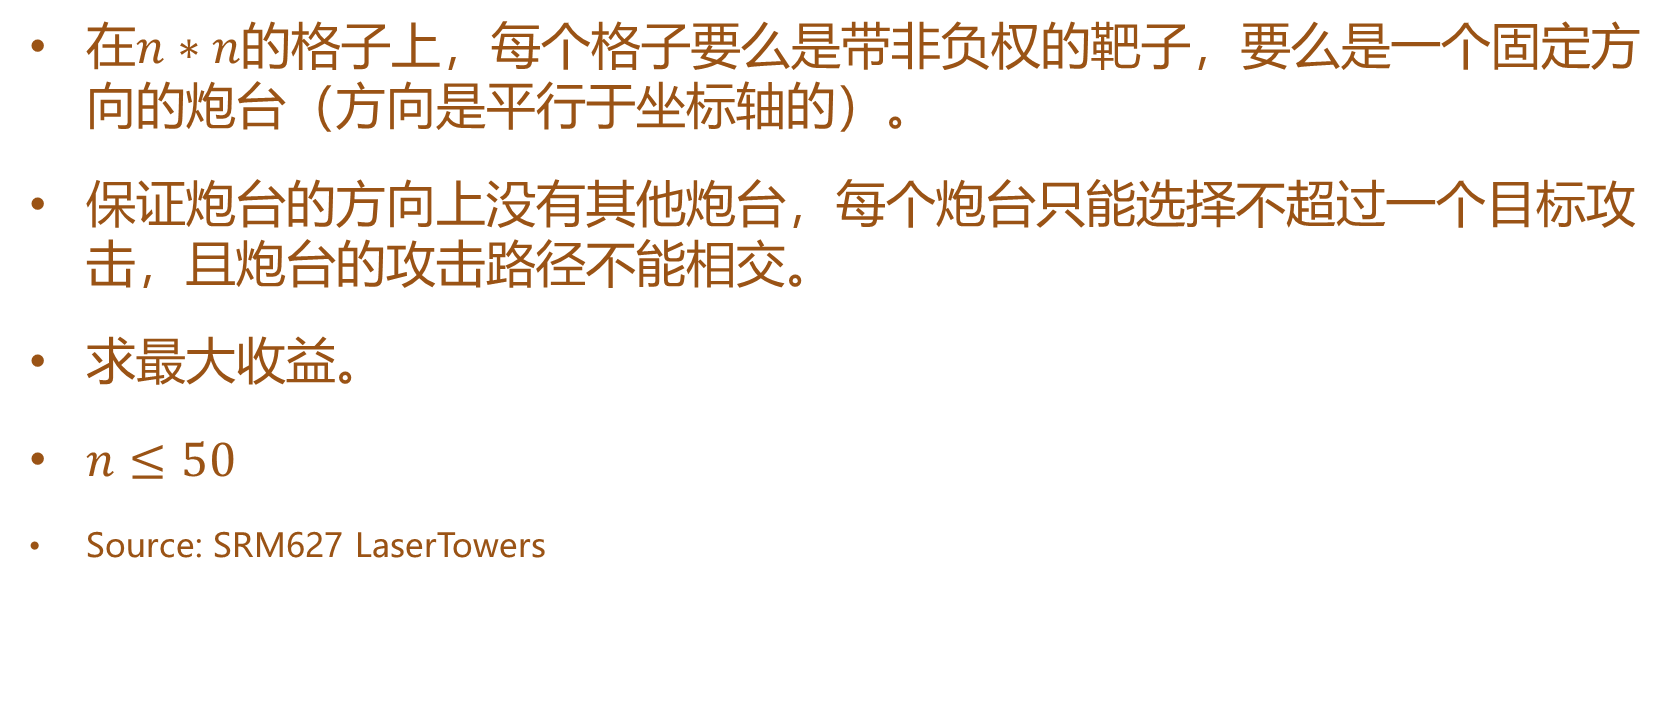 • 在n * n的格子上，每个格子要么是带非负权的靶子，要么是一个固定方
向的炮台（方向是平行于坐标轴的）。
• 保证炮台的方向上没有其他炮台，每个炮台只能选择不超过一个目标攻
击，且炮台的攻击路径不能相交。
• 求最大收益。
• n ≤ 50
• Source: SRM627 LaserTowers